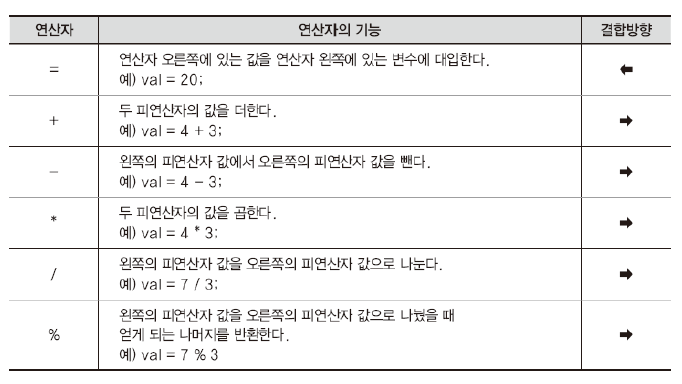 연산자 연산자의 기능 결합방향
= 연산자 오른쪽에 있는 값을 연산자 왼쪽에 있는 변수에 대입한다. ⬅
예) val = 20;
+ 두 피연산자의 값을 더한다. ➡
예) val = 4 + 3;
− 왼쪽의 피연산자 값에서 오른쪽의 피연산자 값을 뺀다. ➡
예) val = 4 − 3;
* 두 피연산자의 값을 곱한다. ➡
예) val = 4 * 3;
/ 왼쪽의 피연산자 값을 오른쪽의 피연산자 값으로 나눈다. ➡
예) val = 7 / 3;
% 왼쪽의 피연산자 값을 오른쪽의 피연산자 값으로 나눴을 때 ➡
얻게 되는 나머지를 반환한다.
예) val = 7 % 3